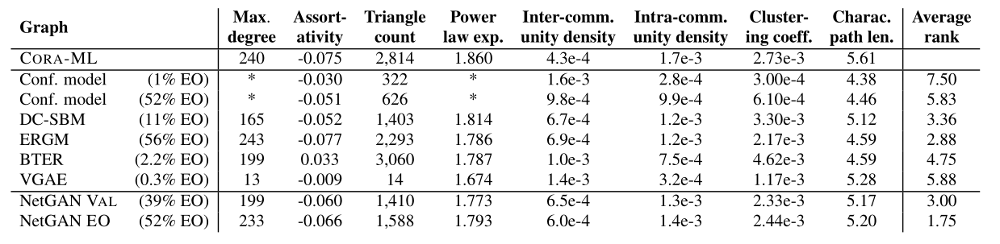 Graph Max. degree Assort-ativity Triangle count Power law exp. Inter-comm. unity density Intra-comm. unity density Cluster-ing coeff. Charac. path len. Average rank
CORA-ML 240 -0.075 2,814 1.860 4.3e-4 1.7e-3 2.73e-3 5.61
Conf. model (1% EO) * -0.030 322 * 1.6e-3 2.8e-4 3.00e-4 4.38 7.50
Conf. model (52% EO) * -0.051 626 * 9.8e-4 9.9e-4 6.10e-4 4.46 5.83
DC-SBM (11% EO) 165 -0.052 1,403 1.814 6.7e-4 1.2e-3 3.30e-3 5.12 3.36
ERGM (56% EO) 243 -0.077 2,293 1.786 6.9e-4 1.2e-3 2.17e-3 4.59 2.88
BTER (2.2% EO) 199 0.033 3,060 1.787 1.0e-3 7.5e-4 4.62e-3 4.59 4.75
VGAE (0.3% EO) 13 -0.009 14 1.674 1.4e-3 3.2e-4 1.17e-3 5.28 5.88
NetGAN VAL (39% EO) 199 -0.060 1,410 1.773 6.5e-4 1.3e-3 2.33e-3 5.17 3.00
NetGAN EO (52% EO) 233 -0.066 1,588 1.793 6.0e-4 1.4e-3 2.44e-3 5.20 1.75